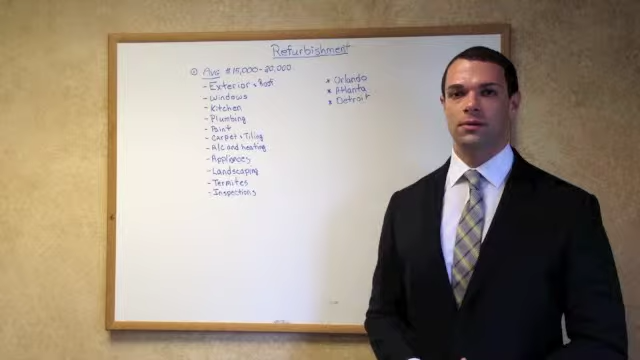 Refurbishment
① Avg $15,000 - 20,000
- Exterior & Roof
- Windows
- Kitchen
- Plumbing
- Paint
- Carpet & Tiling
- A/C and heating
- Appliances
- Landscaping
- Termites
- Inspections
* Orlando
* Atlanta
* Detroit